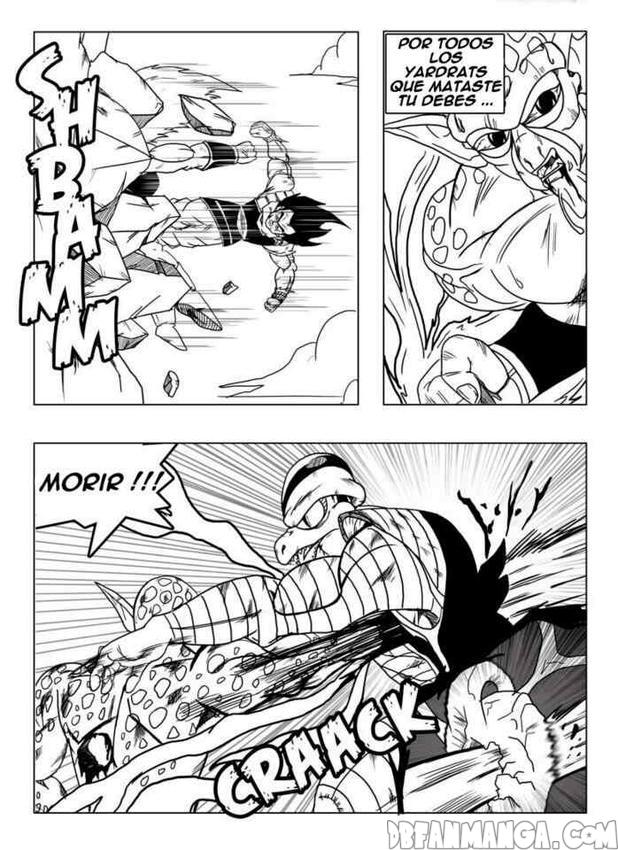 SHBAMM
POR TODOS
LOS
YARDRATS
QUE MATASTE
TU DEBES ...
MORIR !!!
CRAACK
DBFANMANGA.COM